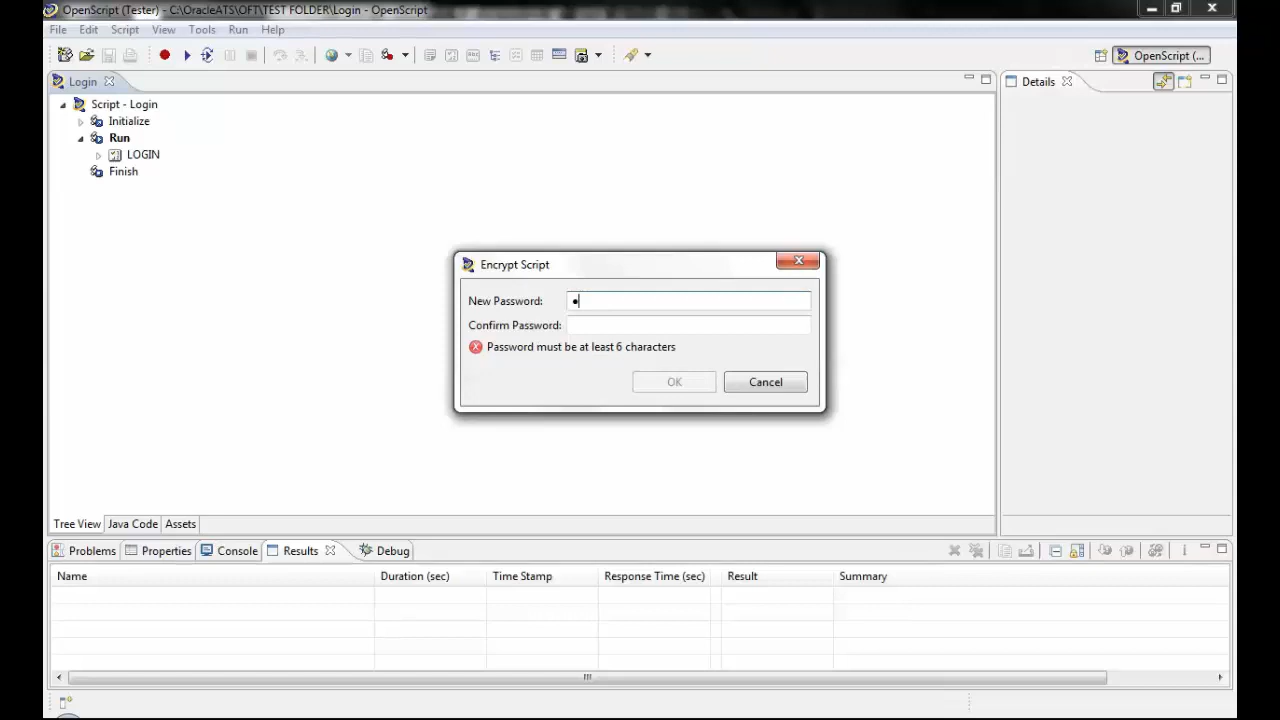 OpenScript (Tester) - C:\OracleATS\OFT\TEST FOLDER\Login - OpenScript
File Edit Script View Tools Run Help
OpenScript (...
Login
Details
Script - Login
Initialize
Run
LOGIN
Finish
Encrypt Script
New Password:
Confirm Password:
Password must be at least 6 characters
OK Cancel
Tree View Java Code Assets
Problems Properties Console Results Debug
Name Duration (sec) Time Stamp Response Time (sec) Result Summary